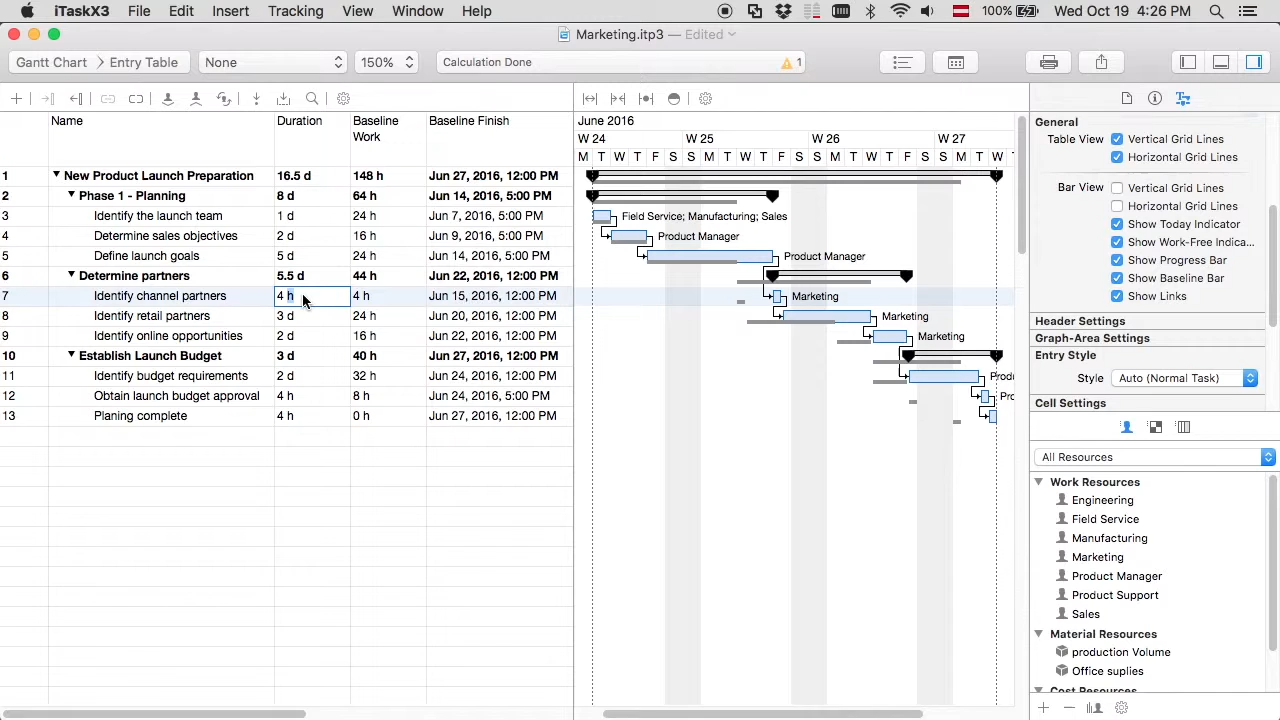 iTaskX3 File Edit Insert Tracking View Window Help 100% Wed Oct 19 4:26 PM
Marketing.itp3 — Edited
Gantt Chart Entry Table None 150% Calculation Done 1
Name Duration Baseline Work Baseline Finish
June 2016
W 24 W 25 W 26 W 27
M T W T F S S M T W T F S S M T W T F S S M T W
1 New Product Launch Preparation 16.5 d 148 h Jun 27, 2016, 12:00 PM
2 Phase 1 - Planning 8 d 64 h Jun 14, 2016, 5:00 PM
3 Identify the launch team 1 d 24 h Jun 7, 2016, 5:00 PM Field Service; Manufacturing; Sales
4 Determine sales objectives 2 d 16 h Jun 9, 2016, 5:00 PM Product Manager
5 Define launch goals 5 d 24 h Jun 14, 2016, 5:00 PM Product Manager
6 Determine partners 5.5 d 44 h Jun 22, 2016, 12:00 PM
7 Identify channel partners 4 h 4 h Jun 15, 2016, 12:00 PM Marketing
8 Identify retail partners 3 d 24 h Jun 20, 2016, 12:00 PM Marketing
9 Identify online opportunities 2 d 16 h Jun 22, 2016, 12:00 PM Marketing
10 Establish Launch Budget 3 d 40 h Jun 27, 2016, 12:00 PM
11 Identify budget requirements 2 d 32 h Jun 24, 2016, 12:00 PM Prod
12 Obtain launch budget approval 4 h 8 h Jun 24, 2016, 5:00 PM Pro
13 Planing complete 4 h 0 h Jun 27, 2016, 12:00 PM
General
Table View Vertical Grid Lines
Horizontal Grid Lines
Bar View Vertical Grid Lines
Horizontal Grid Lines
Show Today Indicator
Show Work-Free Indica...
Show Progress Bar
Show Baseline Bar
Show Links
Header Settings
Graph-Area Settings
Entry Style
Style Auto (Normal Task)
Cell Settings
All Resources
Work Resources
Engineering
Field Service
Manufacturing
Marketing
Product Manager
Product Support
Sales
Material Resources
production Volume
Office suplies
Cost Resources